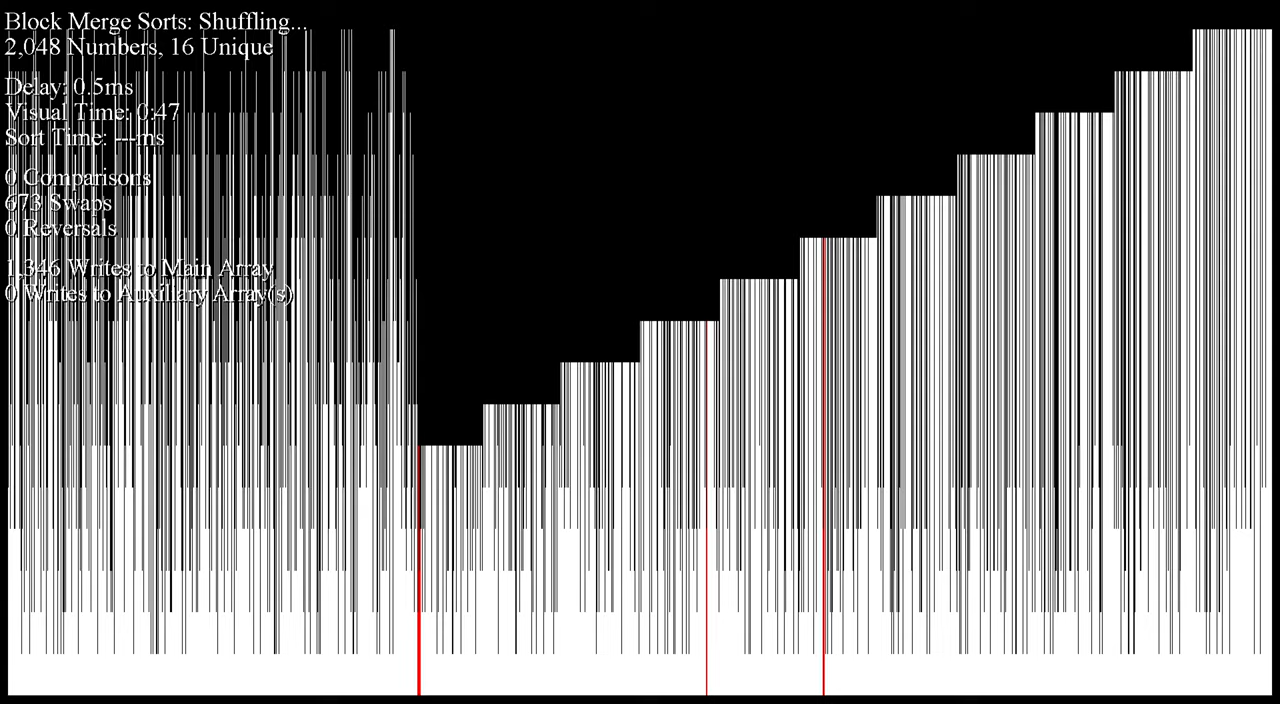 Block Merge Sorts: Shuffling...
2,048 Numbers, 16 Unique
Delay: 0.5ms
Visual Time: 0:47
Sort Time: ---ms
0 Comparisons
673 Swaps
0 Reversals
1,346 Writes to Main Array
0 Writes to Auxiliary Array(s)